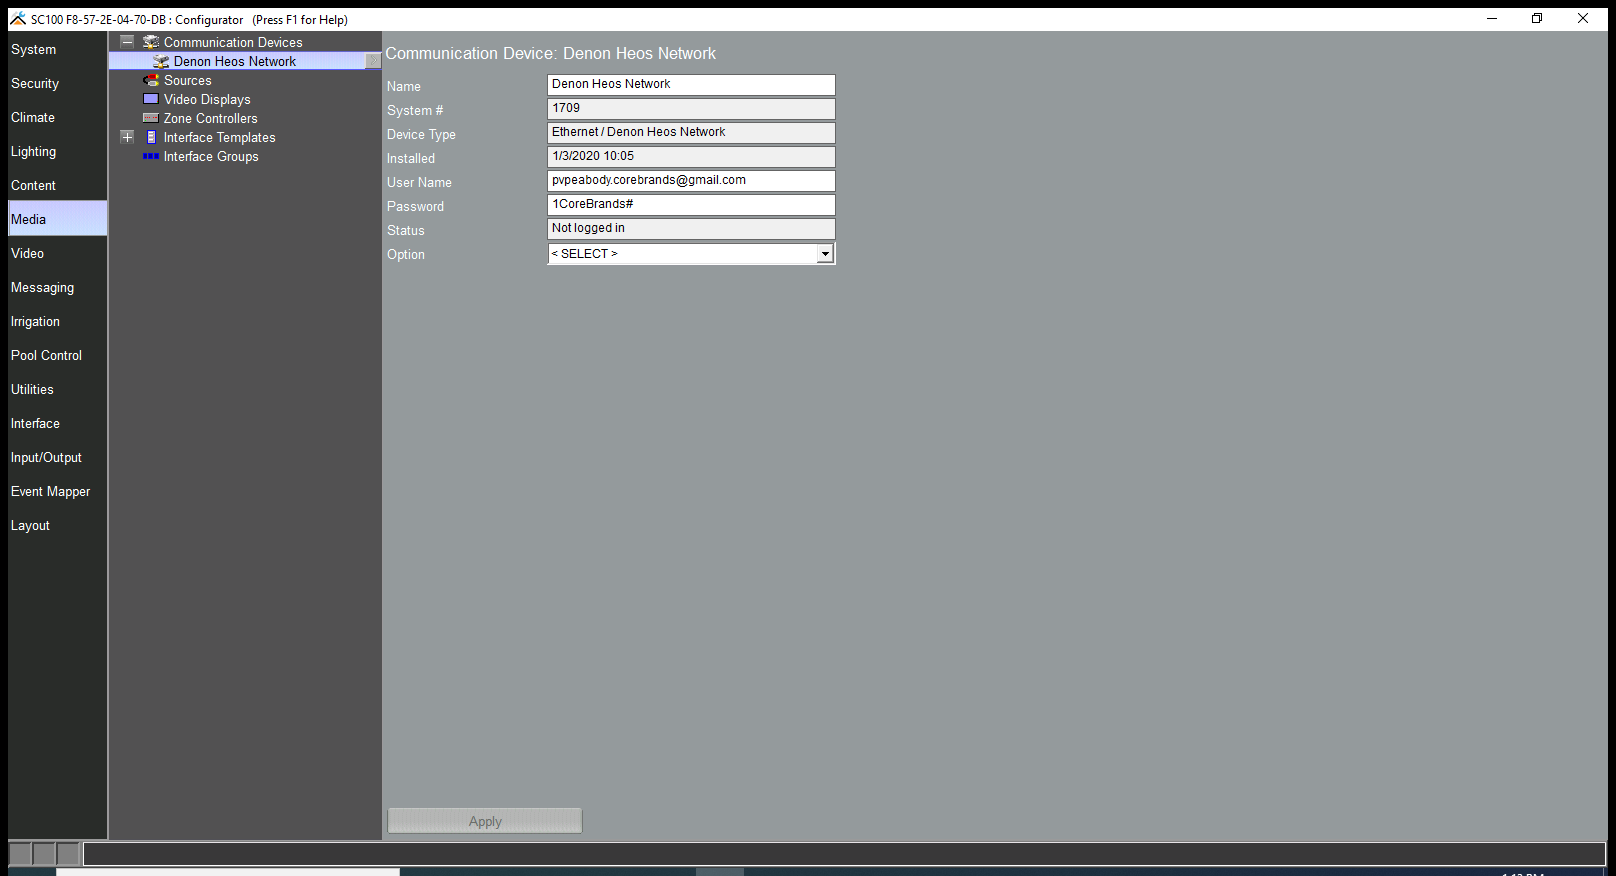 SC100 F8-57-2E-04-70-DB : Configurator (Press F1 for Help)
System
Security
Climate
Lighting
Content
Media
Video
Messaging
Irrigation
Pool Control
Utilities
Interface
Input/Output
Event Mapper
Layout
Communication Devices
Denon Heos Network
Sources
Video Displays
Zone Controllers
Interface Templates
Interface Groups
Communication Device: Denon Heos Network
Name Denon Heos Network
System # 1709
Device Type Ethernet / Denon Heos Network
Installed 1/3/2020 10:05
User Name pvpeabody.corebrands@gmail.com
Password 1CoreBrands#
Status Not logged in
Option < SELECT >
Apply